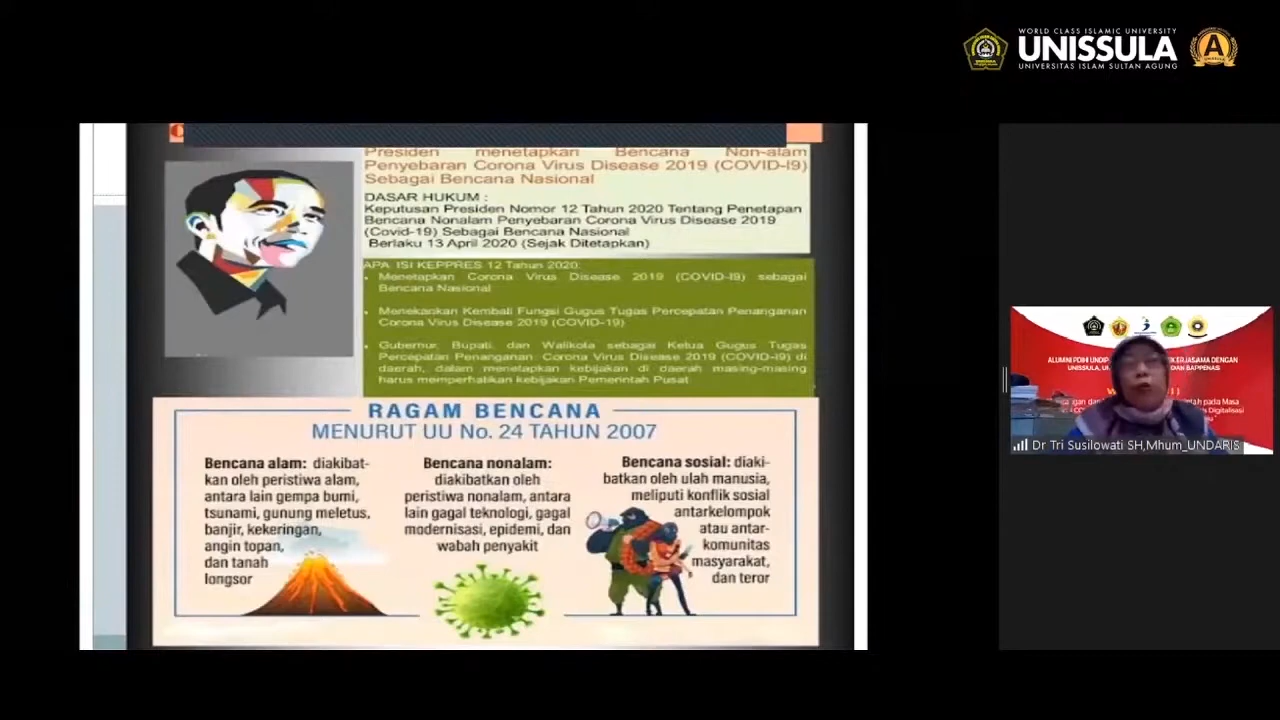 WORLD CLASS ISLAMIC UNIVERSITY
UNISSULA
UNIVERSITAS ISLAM SULTAN AGUNG
A
Presiden menetapkan Bencana Non-alam
Penyebaran Corona Virus Disease 2019 (COVID-I9)
Sebagai Bencana Nasional
DASAR HUKUM :
Keputusan Presiden Nomor 12 Tahun 2020 Tentang Penetapan
Bencana Nonalam Penyebaran Corona Virus Disease 2019
(Covid-19) Sebagai Bencana Nasional
Berlaku 13 April 2020 (Sejak Ditetapkan)
APA ISI KEPPRES 12 Tahun 2020:
• Menetapkan Corona Virus Disease 2019 (COVID-I9) sebagai
Bencana Nasional
• Menekankan Kembali Fungsi Gugus Tugas Percepatan Penanganan
Corona Virus Disease 2019 (COVID-19)
• Gubernur, Bupati, dan Walikota sebagai Ketua Gugus Tugas
Percepatan Penanganan Corona Virus Disease 2019 (COVID-I9) di
daerah, dalam menetapkan kebijakan di daerah masing-masing
harus memperhatikan kebijakan Pemerintah Pusat
RAGAM BENCANA
MENURUT UU No. 24 TAHUN 2007
Bencana alam: diakibat-
kan oleh peristiwa alam,
antara lain gempa bumi,
tsunami, gunung meletus,
banjir, kekeringan,
angin topan,
dan tanah
longsor
Bencana nonalam:
diakibatkan oleh
peristiwa nonalam, antara
lain gagal teknologi, gagal
modernisasi, epidemi, dan
wabah penyakit
Bencana sosial: diaki-
batkan oleh ulah manusia,
meliputi konflik sosial
antarkelompok
atau antar-
komunitas
masyarakat,
dan teror
ALUMNI PDIH UNDIP KERJASAMA DENGAN
UNISSULA, DAN BAPPENAS
pada Masa
Digitalisasi
Dr Tri Susilowati SH,Mhum_UNDARIS